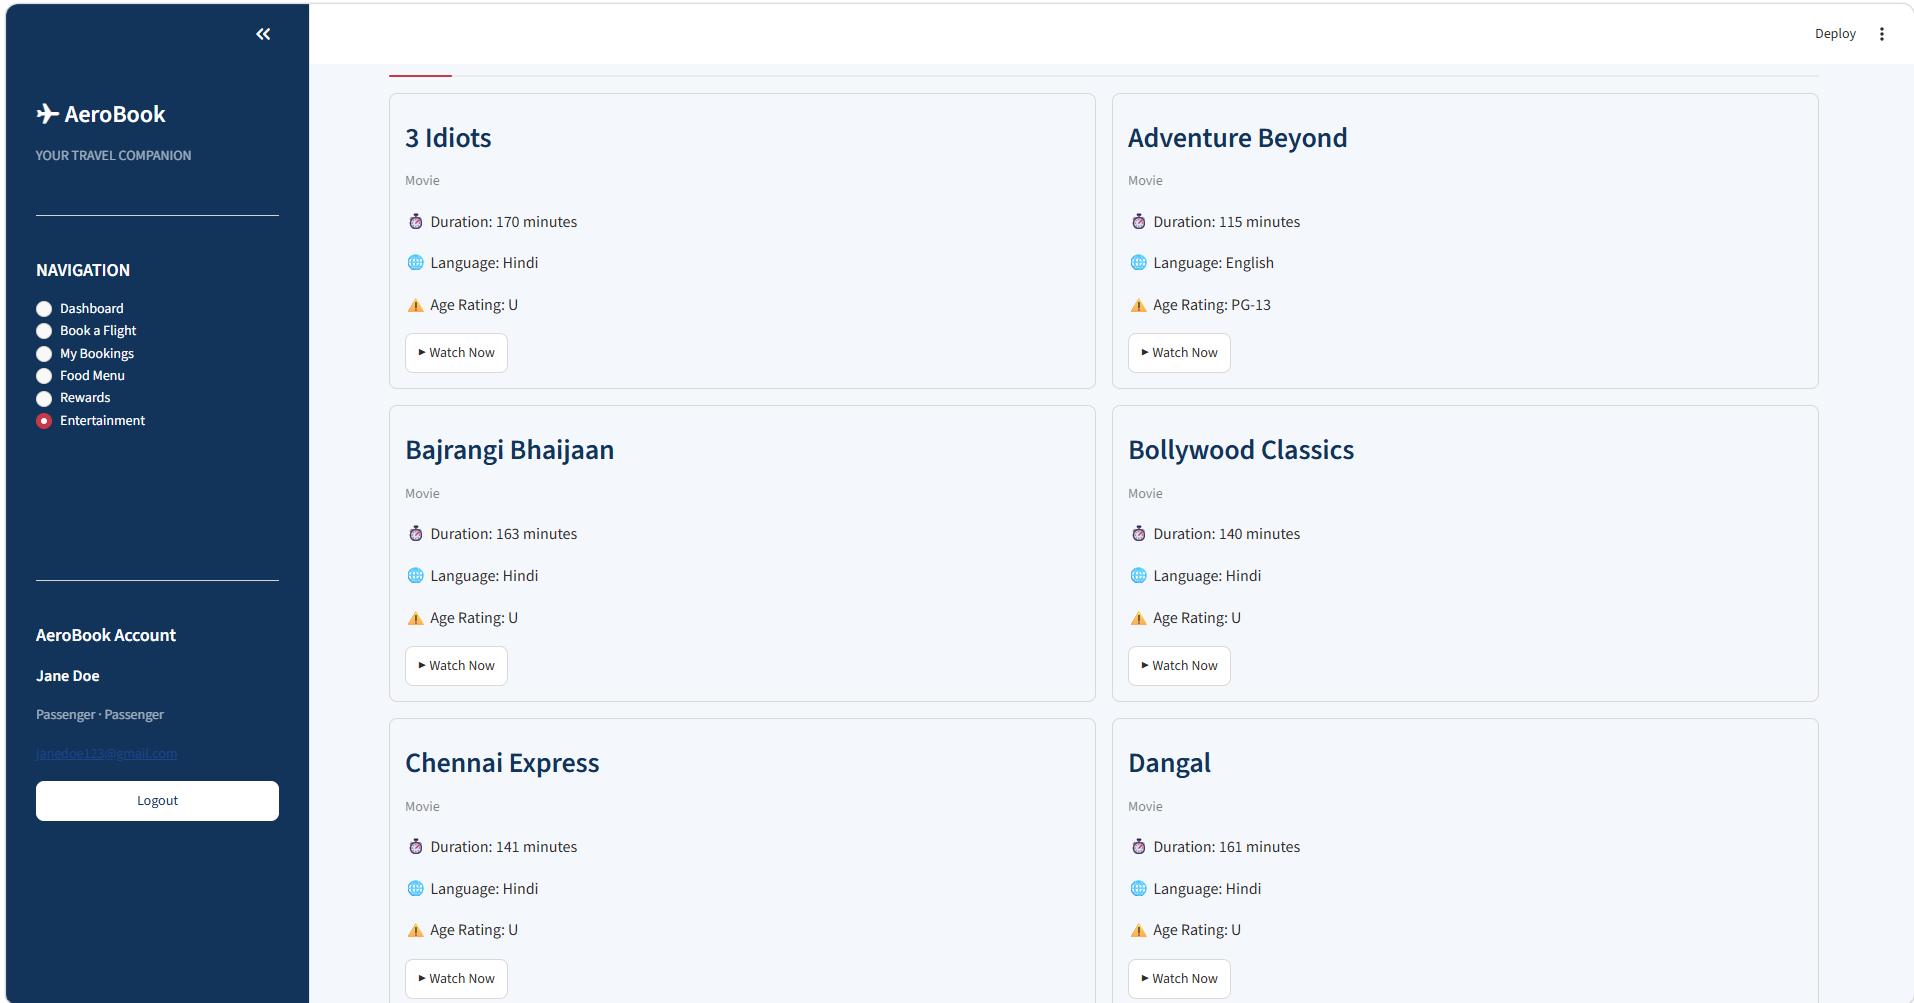 AeroBook
YOUR TRAVEL COMPANION
NAVIGATION
Dashboard
Book a Flight
My Bookings
Food Menu
Rewards
Entertainment
AeroBook Account
Jane Doe
Passenger · Passenger
janedoe123@gmail.com
Logout
Deploy
3 Idiots
Movie
Duration: 170 minutes
Language: Hindi
Age Rating: U
Watch Now
Adventure Beyond
Movie
Duration: 115 minutes
Language: English
Age Rating: PG-13
Watch Now
Bajrangi Bhaijaan
Movie
Duration: 163 minutes
Language: Hindi
Age Rating: U
Watch Now
Bollywood Classics
Movie
Duration: 140 minutes
Language: Hindi
Age Rating: U
Watch Now
Chennai Express
Movie
Duration: 141 minutes
Language: Hindi
Age Rating: U
Watch Now
Dangal
Movie
Duration: 161 minutes
Language: Hindi
Age Rating: U
Watch Now